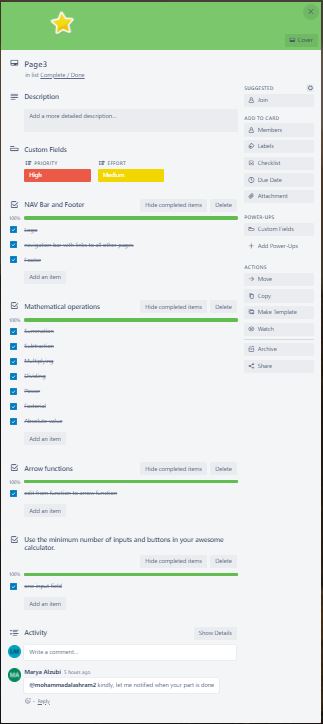 Cover
Page3
in list Complete / Done
SUGGESTED
Join
Description
Add a more detailed description...
ADD TO CARD
Members
Labels
Checklist
Due Date
Attachment
Custom Fields
PRIORITY
EFFORT
High
Medium
POWER-UPS
Custom Fields
Add Power-Ups
ACTIONS
Move
Copy
Make Template
Watch
Archive
Share
NAV Bar and Footer
Hide completed items
Delete
100%
Logo
navigation bar with links to all other pages
Footer
Add an item
Mathematical operations
Hide completed items
Delete
100%
Summation
Subtraction
Multiplying
Dividing
Power
Factorial
Absolute value
Add an item
Arrow functions
Hide completed items
Delete
100%
edit from function to arrow function
Add an item
Use the minimum number of inputs and buttons in your awesome
calculator.
Hide completed items
Delete
100%
one input field
Add an item
Activity
Show Details
Write a comment...
MA
Marya Alzubi 5 hours ago
@mohammadalashram2 kindly, let me notified when your part is done
Reply